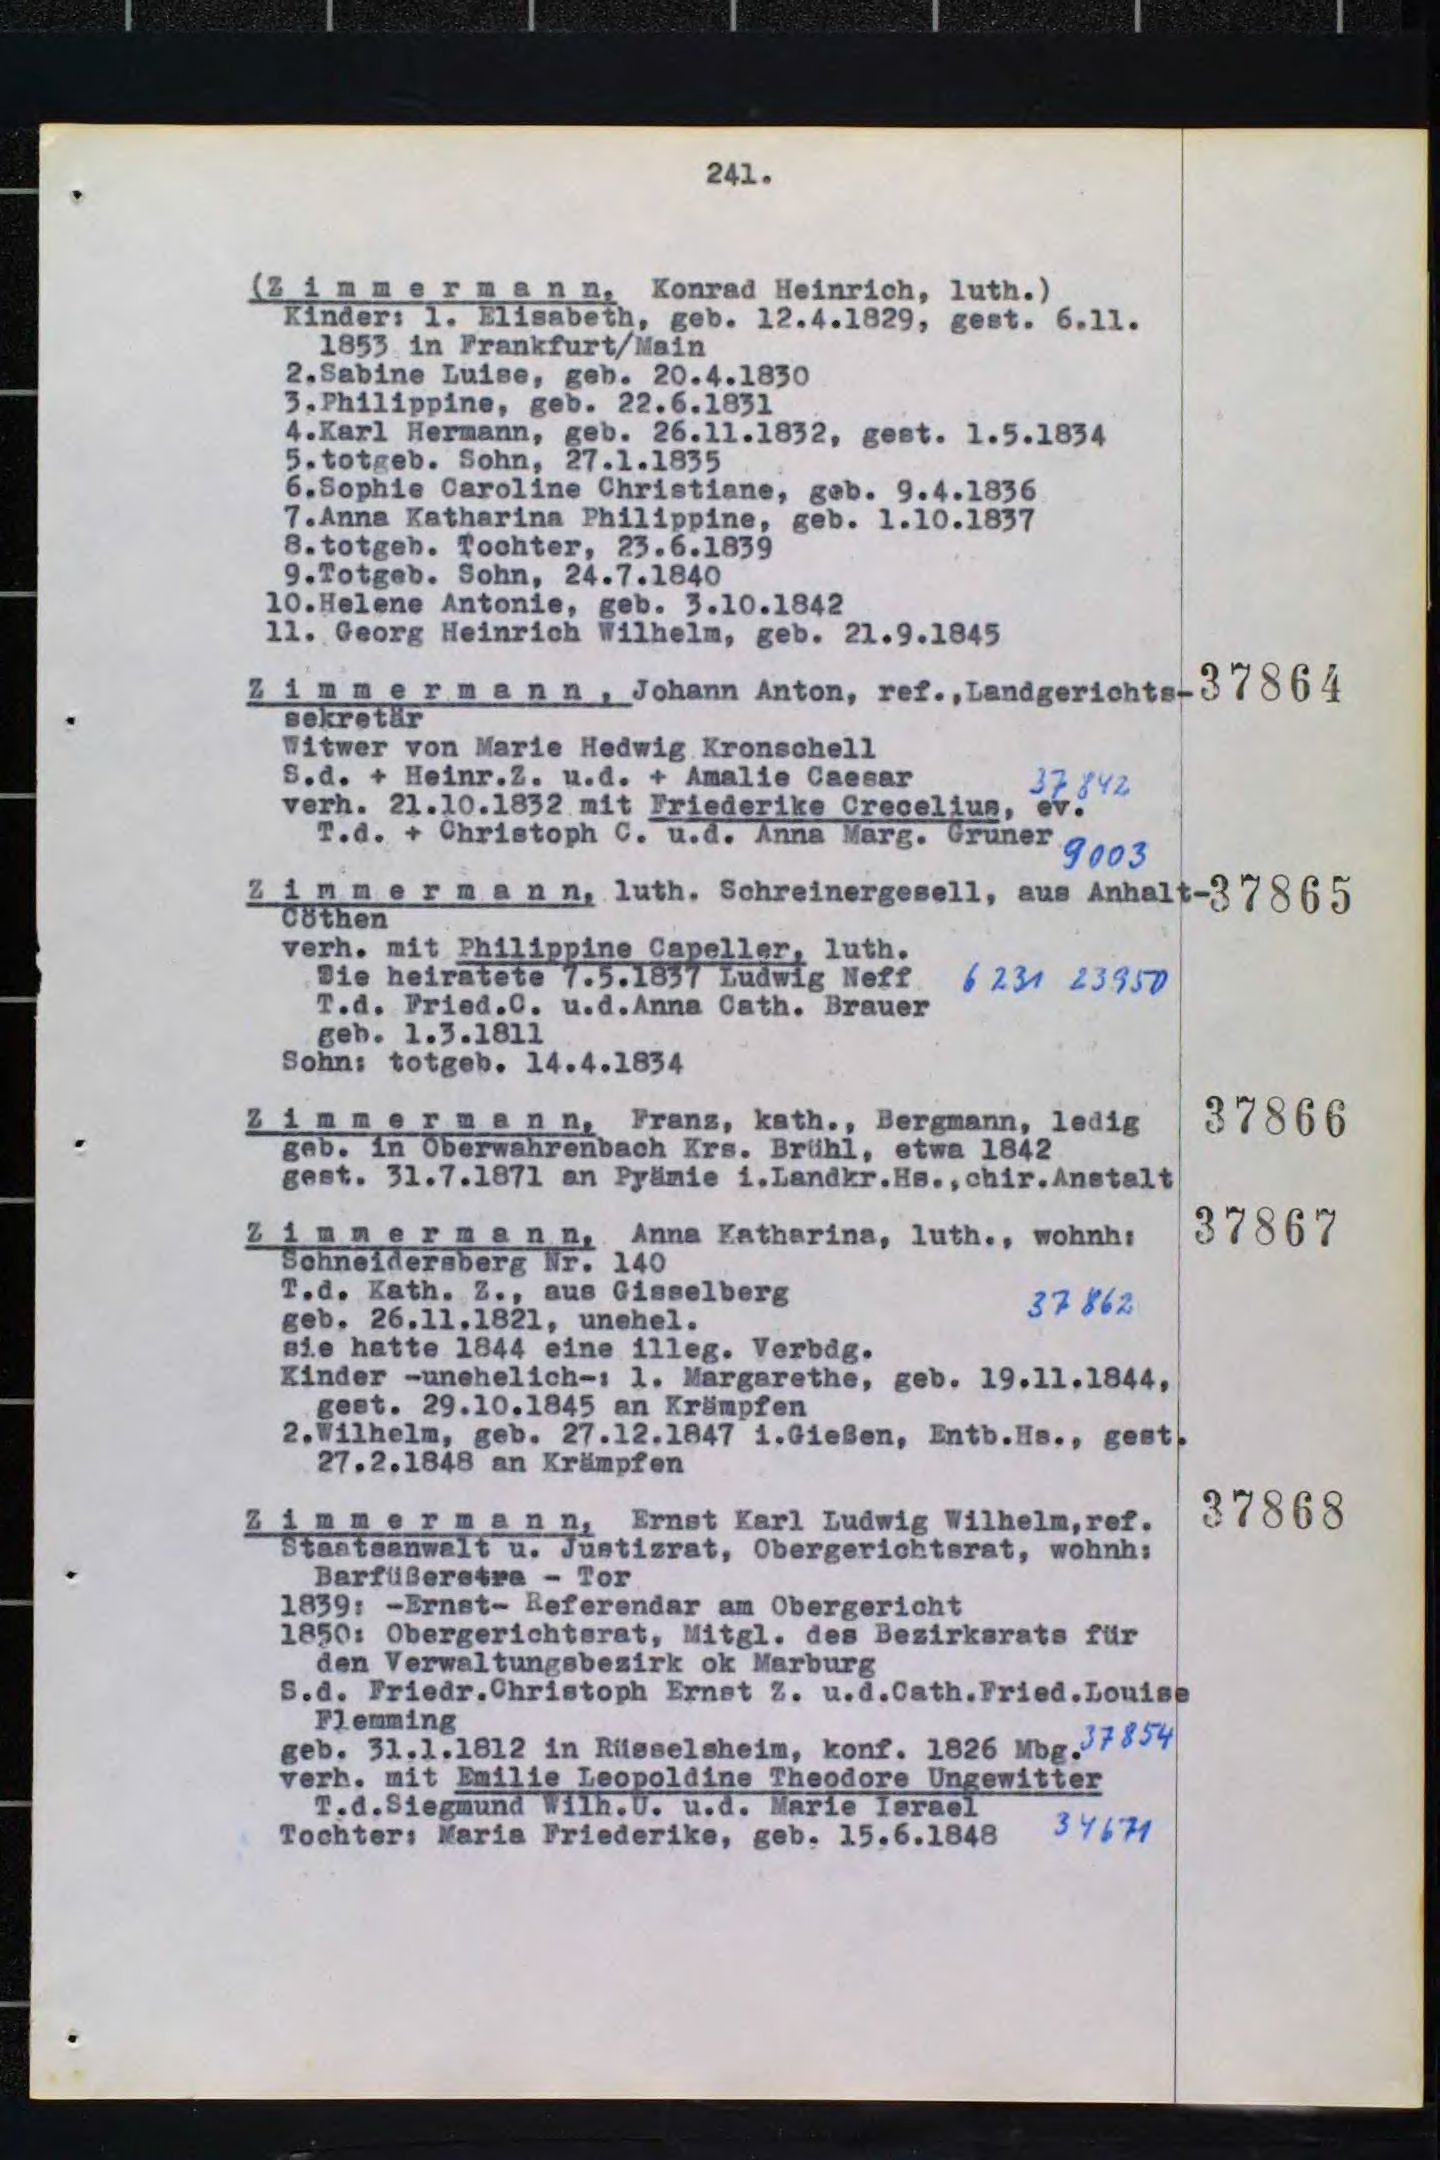 241.
(Z i m m e r m a n n, Konrad Heinrich, luth.)
Kinder: 1. Elisabeth, geb. 12.4.1829, gest. 6.11.
1853 in Frankfurt/Main
2.Sabine Luise, geb. 20.4.1830
3.Philippine, geb. 22.6.1831
4.Karl Hermann, geb. 26.11.1832, gest. 1.5.1834
5.totgeb. Sohn, 27.1.1835
6.Sophie Caroline Christiane, geb. 9.4.1836
7.Anna Katharina Philippine, geb. 1.10.1837
8.totgeb. Tochter, 23.6.1839
9.Totgeb. Sohn, 24.7.1840
10.Helene Antonie, geb. 3.10.1842
11. Georg Heinrich Wilhelm, geb. 21.9.1845
Z i m m e r m a n n , Johann Anton, ref.,Landgerichts- 37864
sekretär
Witwer von Marie Hedwig Kronschell
S.d. + Heinr.Z. u.d. + Amalie Caesar 37842
verh. 21.10.1832 mit Friederike Crecelius, ev.
T.d. + Christoph C. u.d. Anna Marg. Gruner 9003
Z i m m e r m a n n, luth. Schreinergesell, aus Anhalt- 37865
Cöthen
verh. mit Philippine Capeller, luth.
Die heiratete 7.5.1837 Ludwig Neff 6231 23950
T.d. Fried.C. u.d.Anna Cath. Brauer
geb. 1.3.1811
Sohn: totgeb. 14.4.1834
Z i m m e r m a n n, Franz, kath., Bergmann, ledig 37866
geb. in Oberwahrenbach Krs. Brühl, etwa 1842
gest. 31.7.1871 an Pyämie i.Landkr.Hs.,chir.Anstalt
Z i m m e r m a n n, Anna Katharina, luth., wohnh: 37867
Schneidersberg Nr. 140
T.d. Kath. Z., aus Gisselberg 37862
geb. 26.11.1821, unehel.
sie hatte 1844 eine illeg. Verbdg.
Kinder -unehelich-: 1. Margarethe, geb. 19.11.1844,
gest. 29.10.1845 an Krämpfen
2.Wilhelm, geb. 27.12.1847 i.Gießen, Entb.Hs., gest.
27.2.1848 an Krämpfen
Z i m m e r m a n n, Ernst Karl Ludwig Wilhelm,ref. 37868
Staatsanwalt u. Justizrat, Obergerichtsrat, wohnh:
Barfüßerstra - Tor
1839: -Ernst- Referendar am Obergericht
1850: Obergerichtsrat, Mitgl. des Bezirksrats für
den Verwaltungsbezirk ok Marburg
S.d. Friedr.Christoph Ernst Z. u.d.Cath.Fried.Louise
Flemming
geb. 31.1.1812 in Rüsselsheim, konf. 1826 Mbg. 37854
verh. mit Emilie Leopoldine Theodore Ungewitter
T.d.Siegmund Wilh.U. u.d. Marie Israel
Tochter: Maria Friederike, geb. 15.6.1848 34671